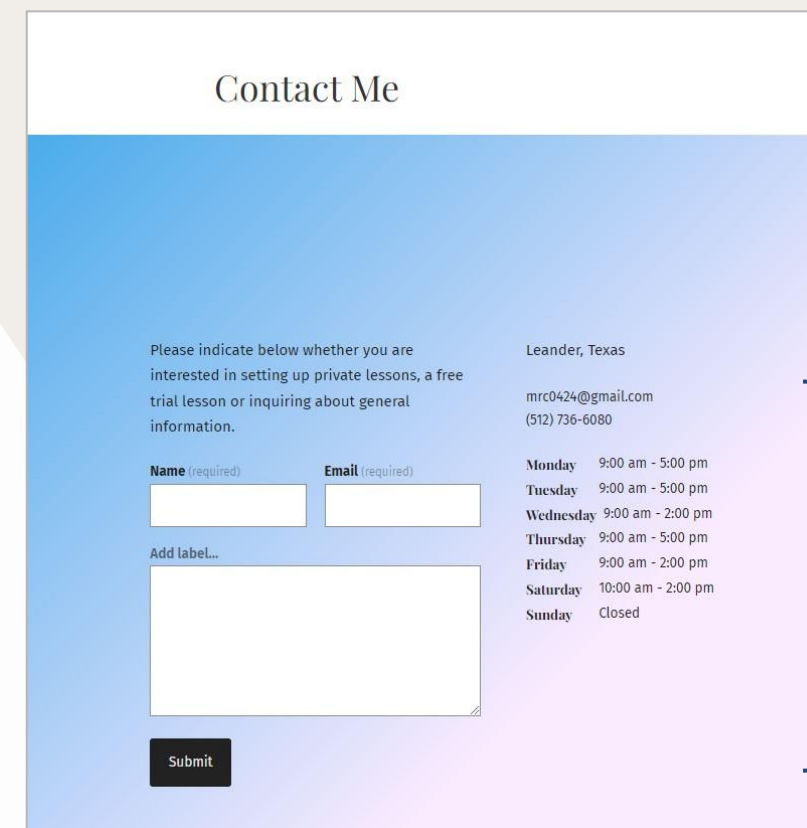 Contact Me
Please indicate below whether you are
interested in setting up private lessons, a free
trial lesson or inquiring about general
information.
Name (required) Email (required)
Add label...
Submit
Leander, Texas
mrc0424@gmail.com
(512) 736-6080
Monday 9:00 am - 5:00 pm
Tuesday 9:00 am - 5:00 pm
Wednesday 9:00 am - 2:00 pm
Thursday 9:00 am - 5:00 pm
Friday 9:00 am - 2:00 pm
Saturday 10:00 am - 2:00 pm
Sunday Closed